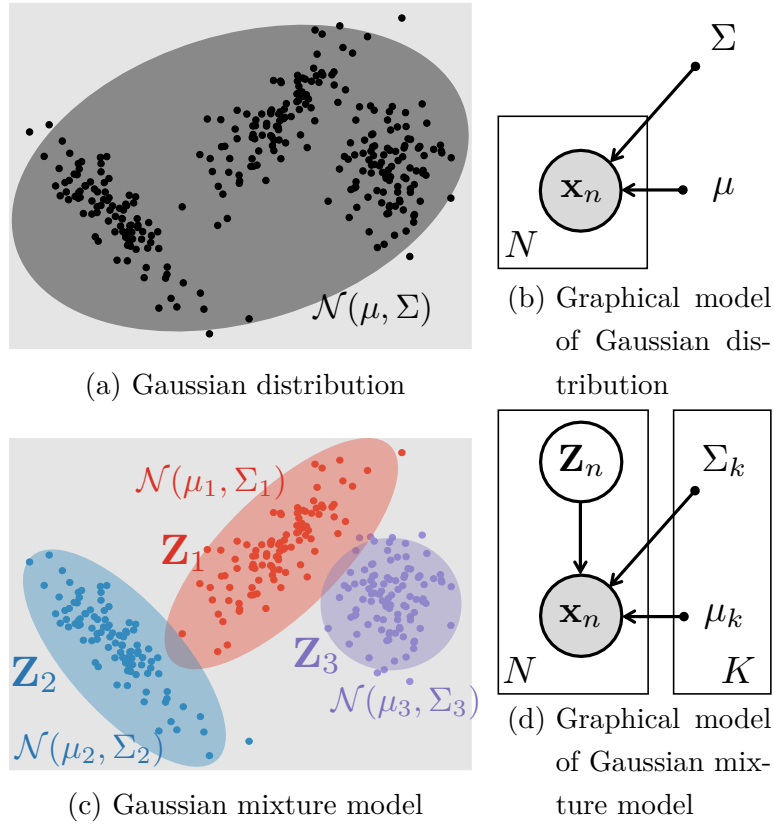 𝒩(μ, Σ)
(a) Gaussian distribution
Σ
𝐱ₙ
μ
N
(b) Graphical model
of Gaussian dis-
tribution
𝒩(μ₁, Σ₁)
𝐙₁
𝐙₂
𝐙₃
𝒩(μ₂, Σ₂)
𝒩(μ₃, Σ₃)
(c) Gaussian mixture model
𝐙ₙ
Σₖ
𝐱ₙ
μₖ
N
K
(d) Graphical model
of Gaussian mix-
ture model